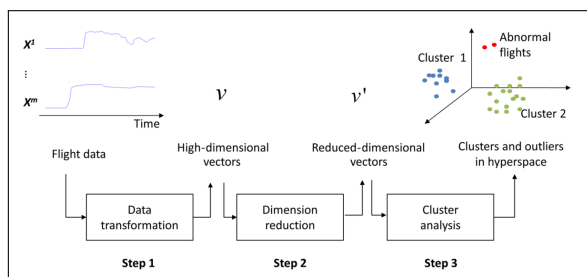 X¹
...
Xᵐ
Time
v
v'
Cluster 1
Abnormal
flights
Cluster 2
Flight data
High-dimensional
vectors
Reduced-dimensional
vectors
Clusters and outliers
in hyperspace
Data
transformation
Dimension
reduction
Cluster
analysis
Step 1
Step 2
Step 3